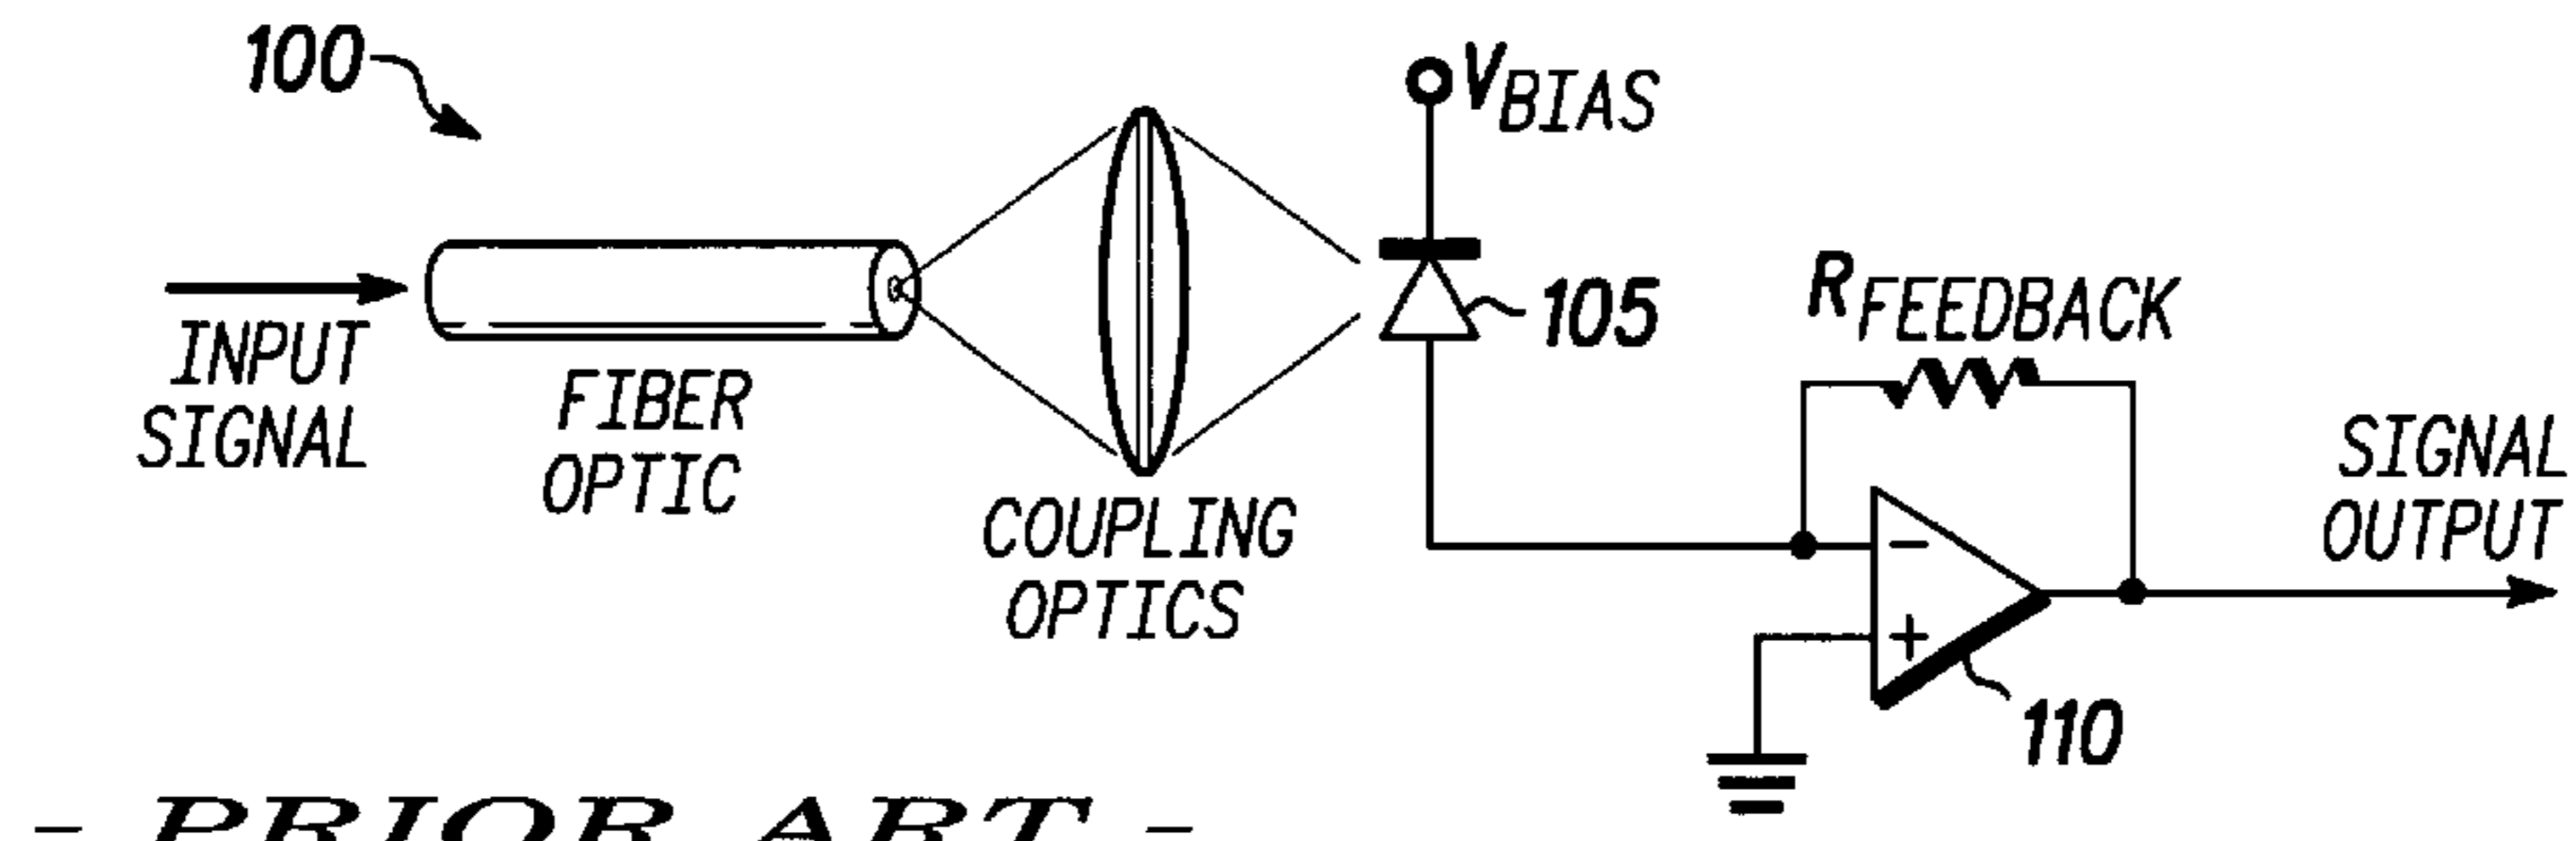 100
VBIAS
105
RFEEDBACK
INPUT
SIGNAL
FIBER
OPTIC
COUPLING
OPTICS
SIGNAL
OUTPUT
−
+
110
- PRIOR ART -